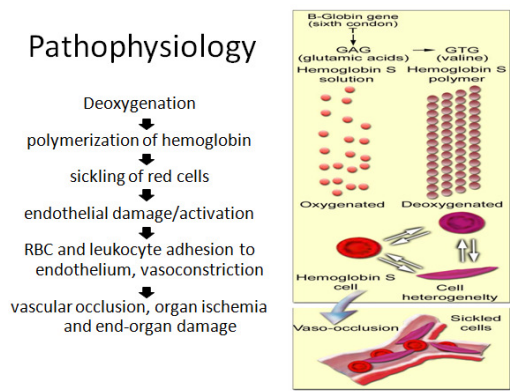 Pathophysiology
Deoxygenation
polymerization of hemoglobin
sickling of red cells
endothelial damage/activation
RBC and leukocyte adhesion to
endothelium, vasoconstriction
vascular occlusion, organ ischemia
and end-organ damage
B-Globin gene
(sixth condon)
T
GAG
GTG
(glutamic acids)
(valine)
Hemoglobin S
solution
Hemoglobin S
polymer
Oxygenated
Deoxygenated
Hemoglobin S
cell
Cell
heterogenelty
Vaso-occlusion
Sickled
cells